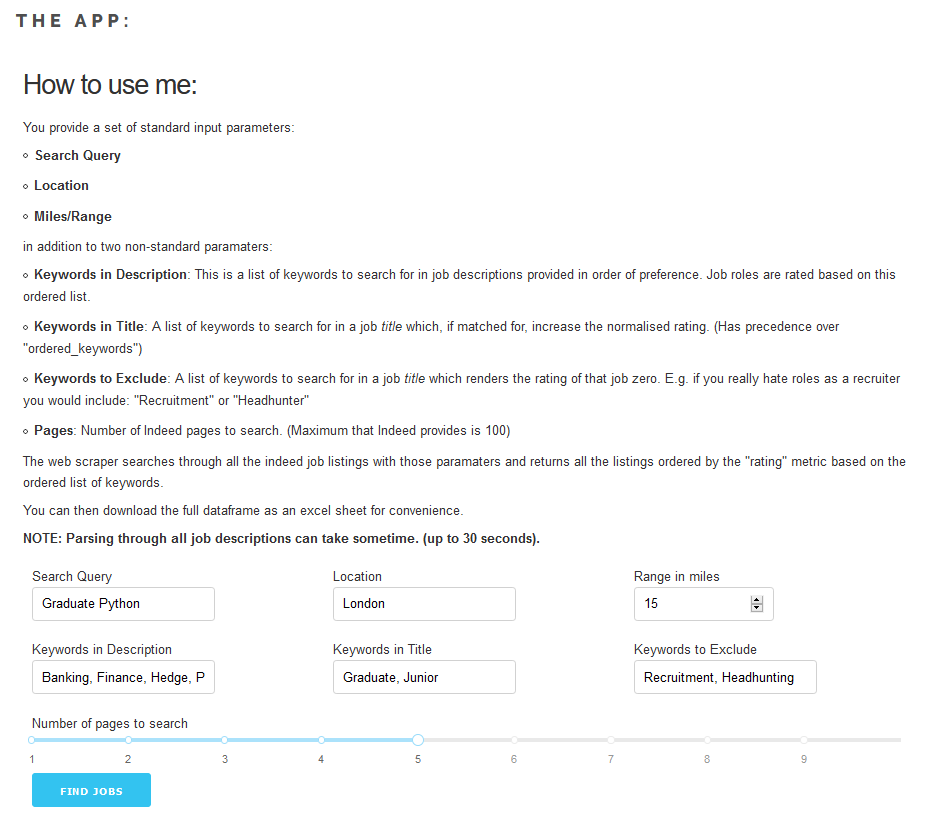 THE APP:
How to use me:
You provide a set of standard input parameters:
Search Query
Location
Miles/Range
in addition to two non-standard paramaters:
Keywords in Description: This is a list of keywords to search for in job descriptions provided in order of preference. Job roles are rated based on this
ordered list.
Keywords in Title: A list of keywords to search for in a job title which, if matched for, increase the normalised rating. (Has precedence over
"ordered_keywords")
Keywords to Exclude: A list of keywords to search for in a job title which renders the rating of that job zero. E.g. if you really hate roles as a recruiter
you would include: "Recruitment" or "Headhunter"
Pages: Number of Indeed pages to search. (Maximum that Indeed provides is 100)
The web scraper searches through all the indeed job listings with those paramaters and returns all the listings ordered by the "rating" metric based on the
ordered list of keywords.
You can then download the full dataframe as an excel sheet for convenience.
NOTE: Parsing through all job descriptions can take sometime. (up to 30 seconds).
Search Query Location Range in miles
Graduate Python London 15
Keywords in Description Keywords in Title Keywords to Exclude
Banking, Finance, Hedge, P Graduate, Junior Recruitment, Headhunting
Number of pages to search
1 2 3 4 5 6 7 8 9
FIND JOBS